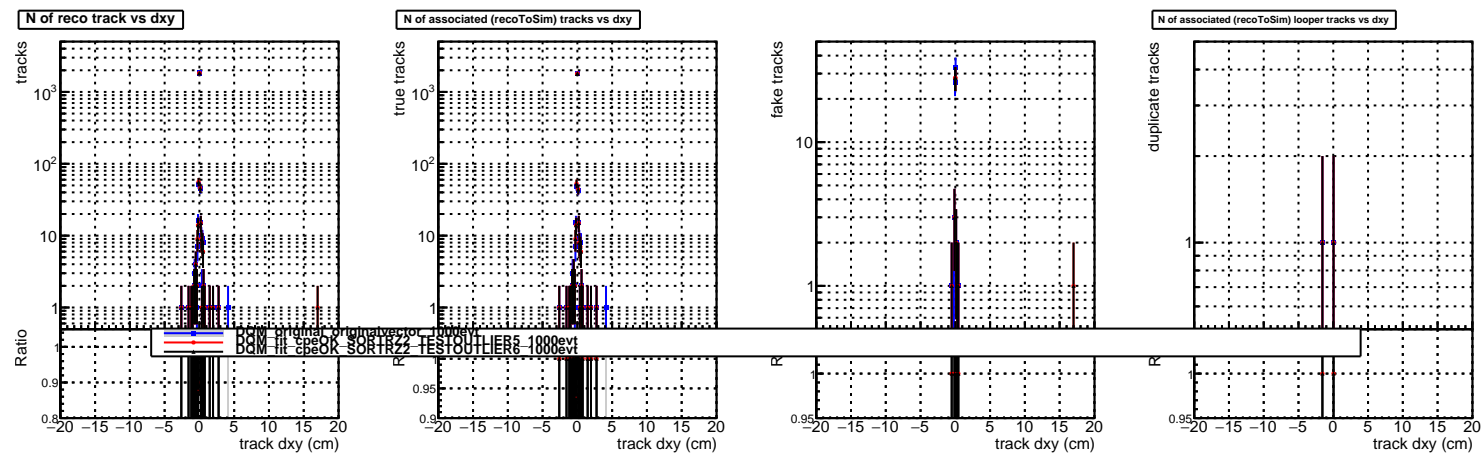 N of reco track vs dxy
N of associated (recoToSim) tracks vs dxy
N of associated (recoToSim) looper tracks vs dxy
tracks
10³
10²
10
1
Ratio
1
0.9
0.8
−20 −15 −10 −5 0 5 10 15 20
track dxy (cm)
true tracks
10³
10²
10
1
0.95
0.9
−20 −15 −10 −5 0 5 10 15 20
track dxy (cm)
fake tracks
10
1
1
0.95
−20 −15 −10 −5 0 5 10 15 20
track dxy (cm)
duplicate tracks
1
1
0.95
−20 −15 −10 −5 0 5 10 15 20
track dxy (cm)
DQM_original_originalvector_1000evt
DQM_fit_cpeOK_SORTRZ2_TESTOUTLIER5_1000evt
DQM_fit_cpeOK_SORTRZ2_TESTOUTLIER6_1000evt